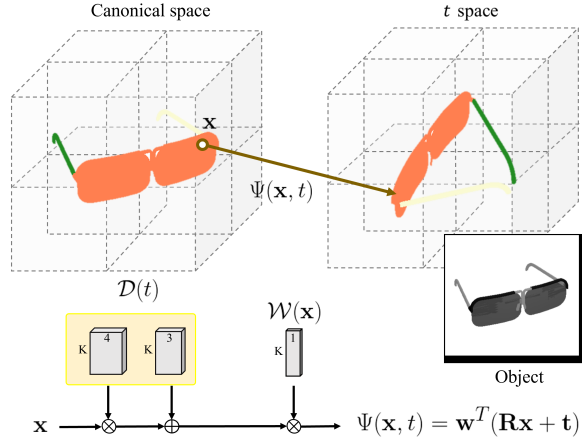 Canonical space
t space
x
Ψ(x, t)
D(t)
W(x)
4
3
1
K
K
K
Object
x
Ψ(x, t) = w^T(Rx + t)